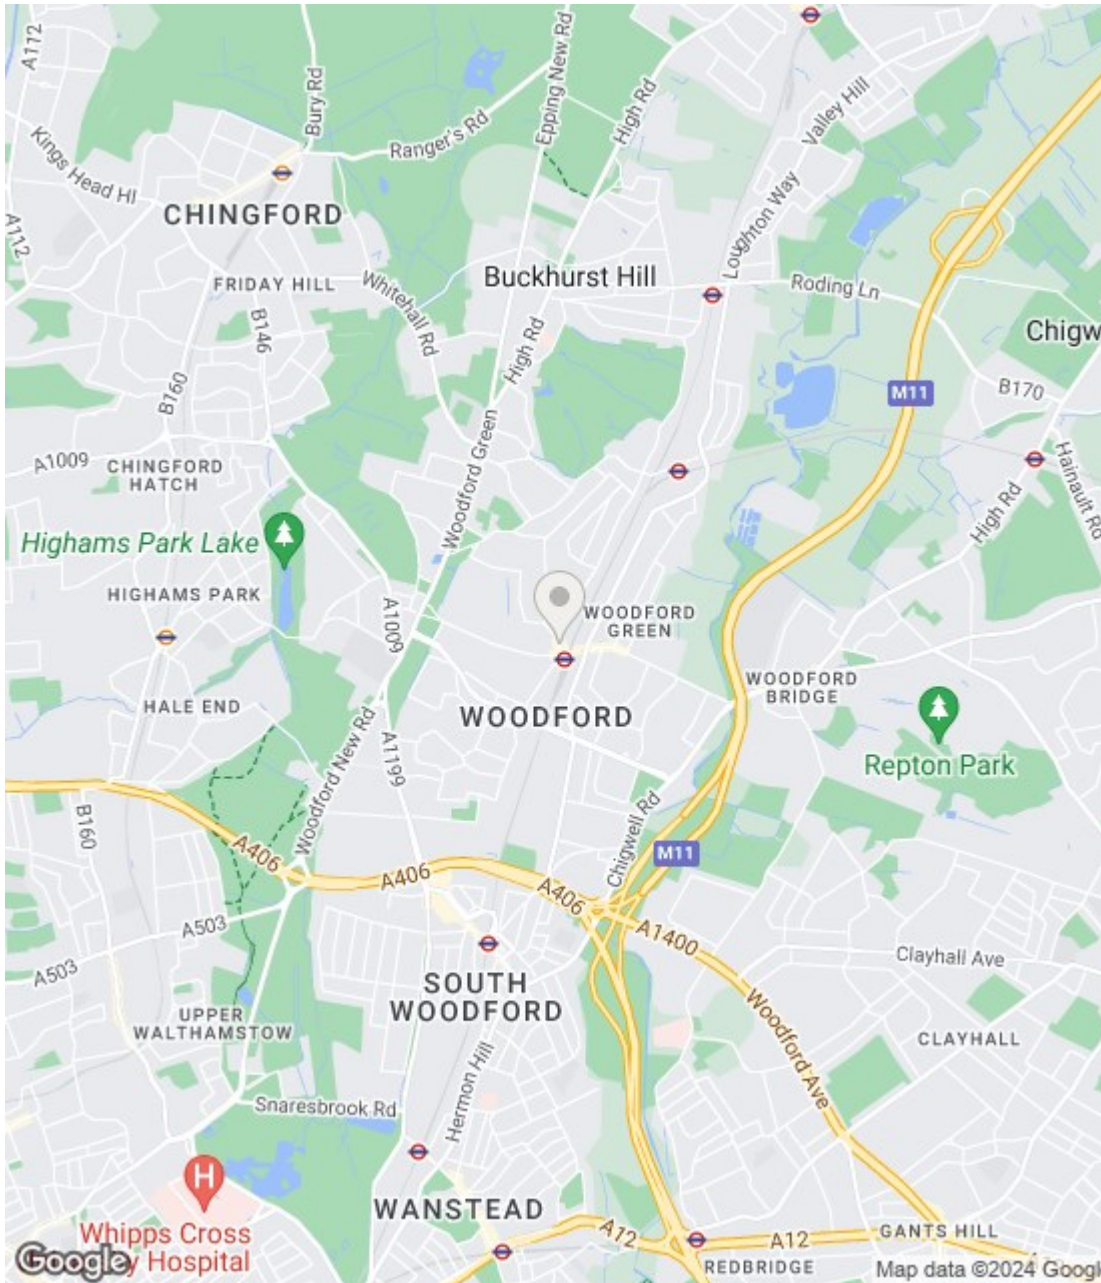 A112
Bury Rd
Epping New Rd
High Rd
Valley Hill
Ranger's Rd
Kings Head Hl
CHINGFORD
A112
Loughton Way
Buckhurst Hill
FRIDAY HILL
Whitehall Rd
Roding Ln
B146
High Rd
Chigw
M11
B160
B170
Woodford Green
A1009
CHINGFORD
HATCH
Hainault Rd
High Rd
Highams Park Lake
HIGHAMS PARK
A1009
WOODFORD
GREEN
WOODFORD
BRIDGE
HALE END
WOODFORD
Woodford New Rd
A1199
Repton Park
B160
Chigwell Rd
M11
A406
A406
A406
A1400
A503
A503
Clayhall Ave
SOUTH
WOODFORD
UPPER
WALTHAMSTOW
Woodford Ave
CLAYHALL
Hermon Hill
Snaresbrook Rd
H
WANSTEAD
Whipps Cross
y Hospital
A12
A12
GANTS HILL
REDBRIDGE
Google
Map data ©2024 Googl